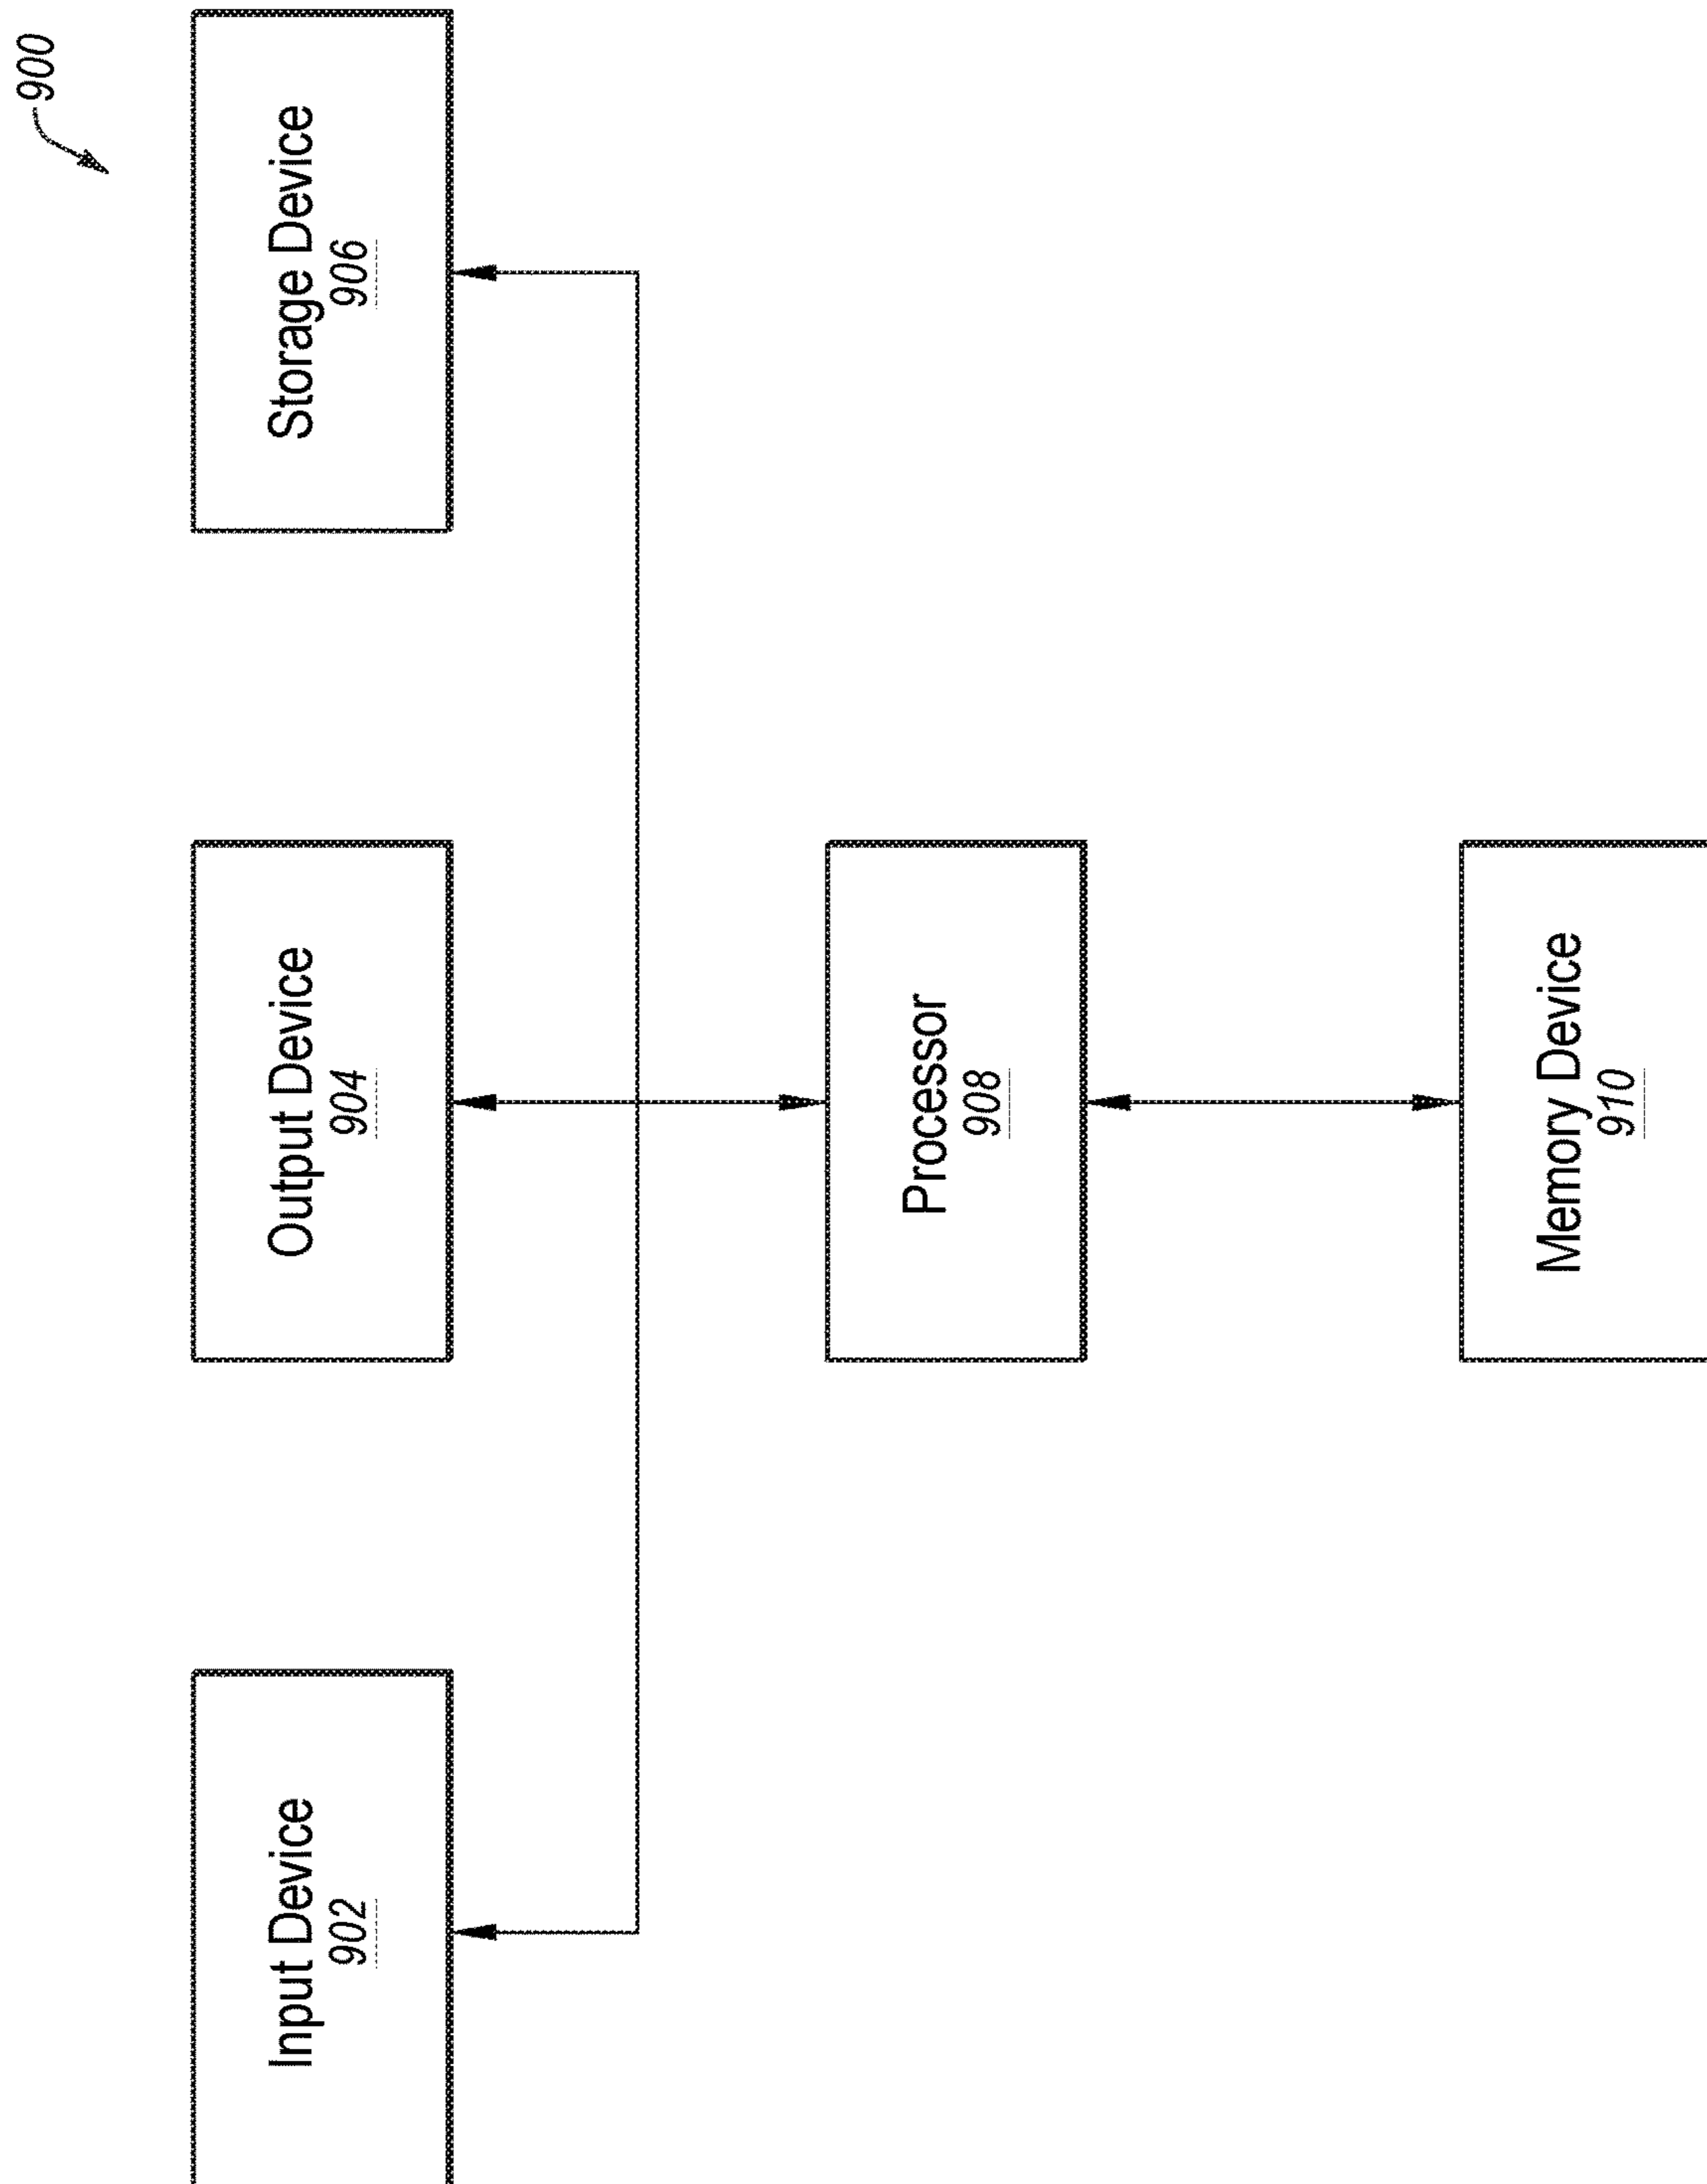 900
Input Device
902
Output Device
904
Storage Device
906
Processor
908
Memory Device
910